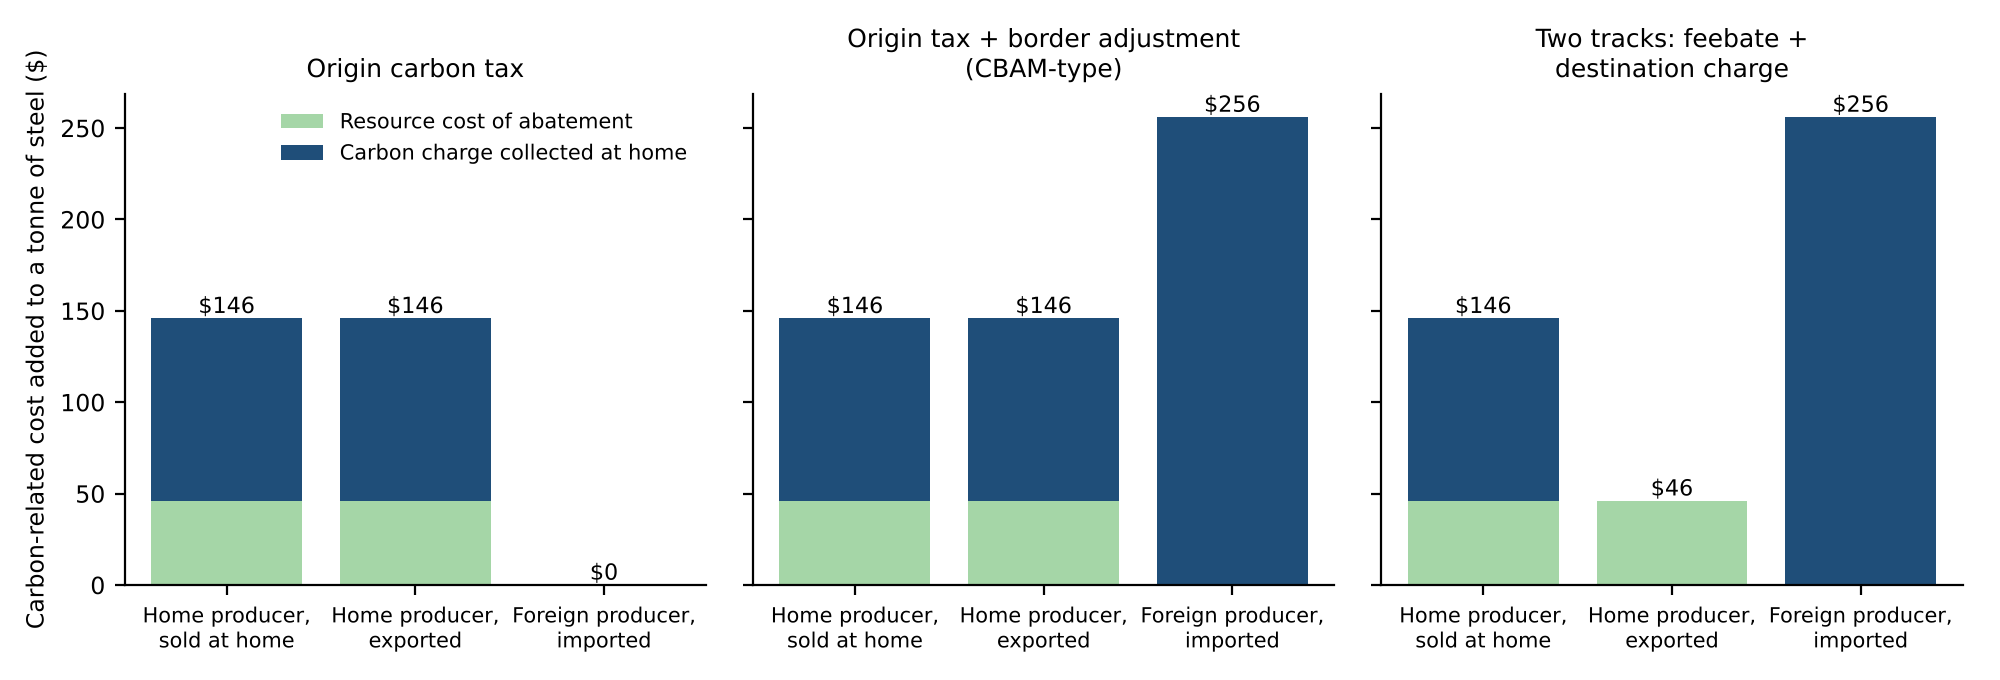 Carbon-related cost added to a tonne of steel ($)
Origin carbon tax
Resource cost of abatement
Carbon charge collected at home
250
200
150
100
50
0
$146
$146
$0
Home producer,
sold at home
Home producer,
exported
Foreign producer,
imported
Origin tax + border adjustment
(CBAM-type)
$146
$146
$256
Home producer,
sold at home
Home producer,
exported
Foreign producer,
imported
Two tracks: feebate +
destination charge
$146
$46
$256
Home producer,
sold at home
Home producer,
exported
Foreign producer,
imported